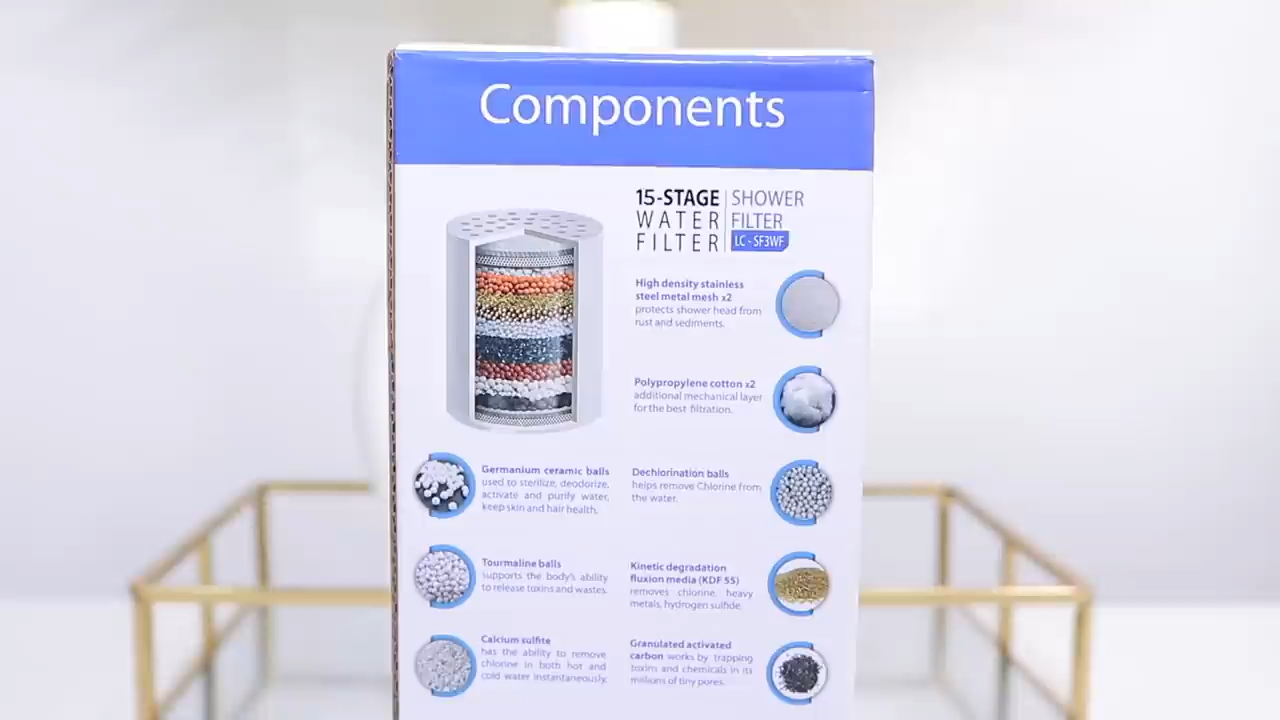 Components
15-STAGE
WATER
FILTER
SHOWER
FILTER
LC - SF3WF
High density stainless
steel metal mesh x2
protects shower head from
rust and sediments.
Polypropylene cotton x2
additional mechanical layer
for the best filtration.
Germanium ceramic balls
used to sterilize, deodorize,
activate and purify water,
keep skin and hair health.
Dechlorination balls
helps remove Chlorine from
the water.
Tourmaline balls
supports the body's ability
to release toxins and wastes.
Kinetic degradation
fluxion media (KDF 55)
removes chlorine, heavy
metals, hydrogen sulfide.
Calcium sulfite
has the ability to remove
chlorine in both hot and
cold water instantaneously.
Granulated activated
carbon works by trapping
toxins and chemicals in its
millions of tiny pores.